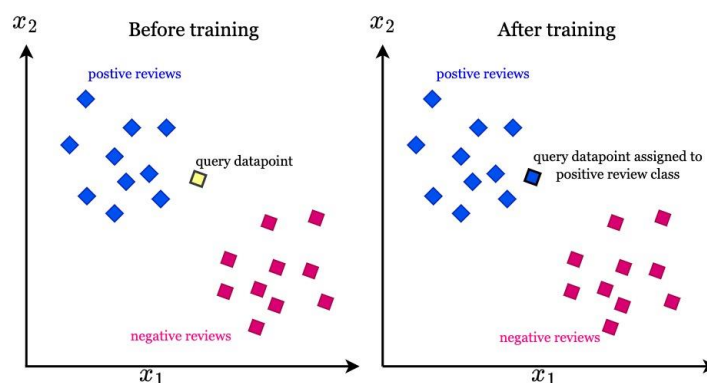 x₂
Before training
postive reviews
query datapoint
negative reviews
x₁
x₂
After training
postive reviews
query datapoint assigned to
positive review class
negative reviews
x₁